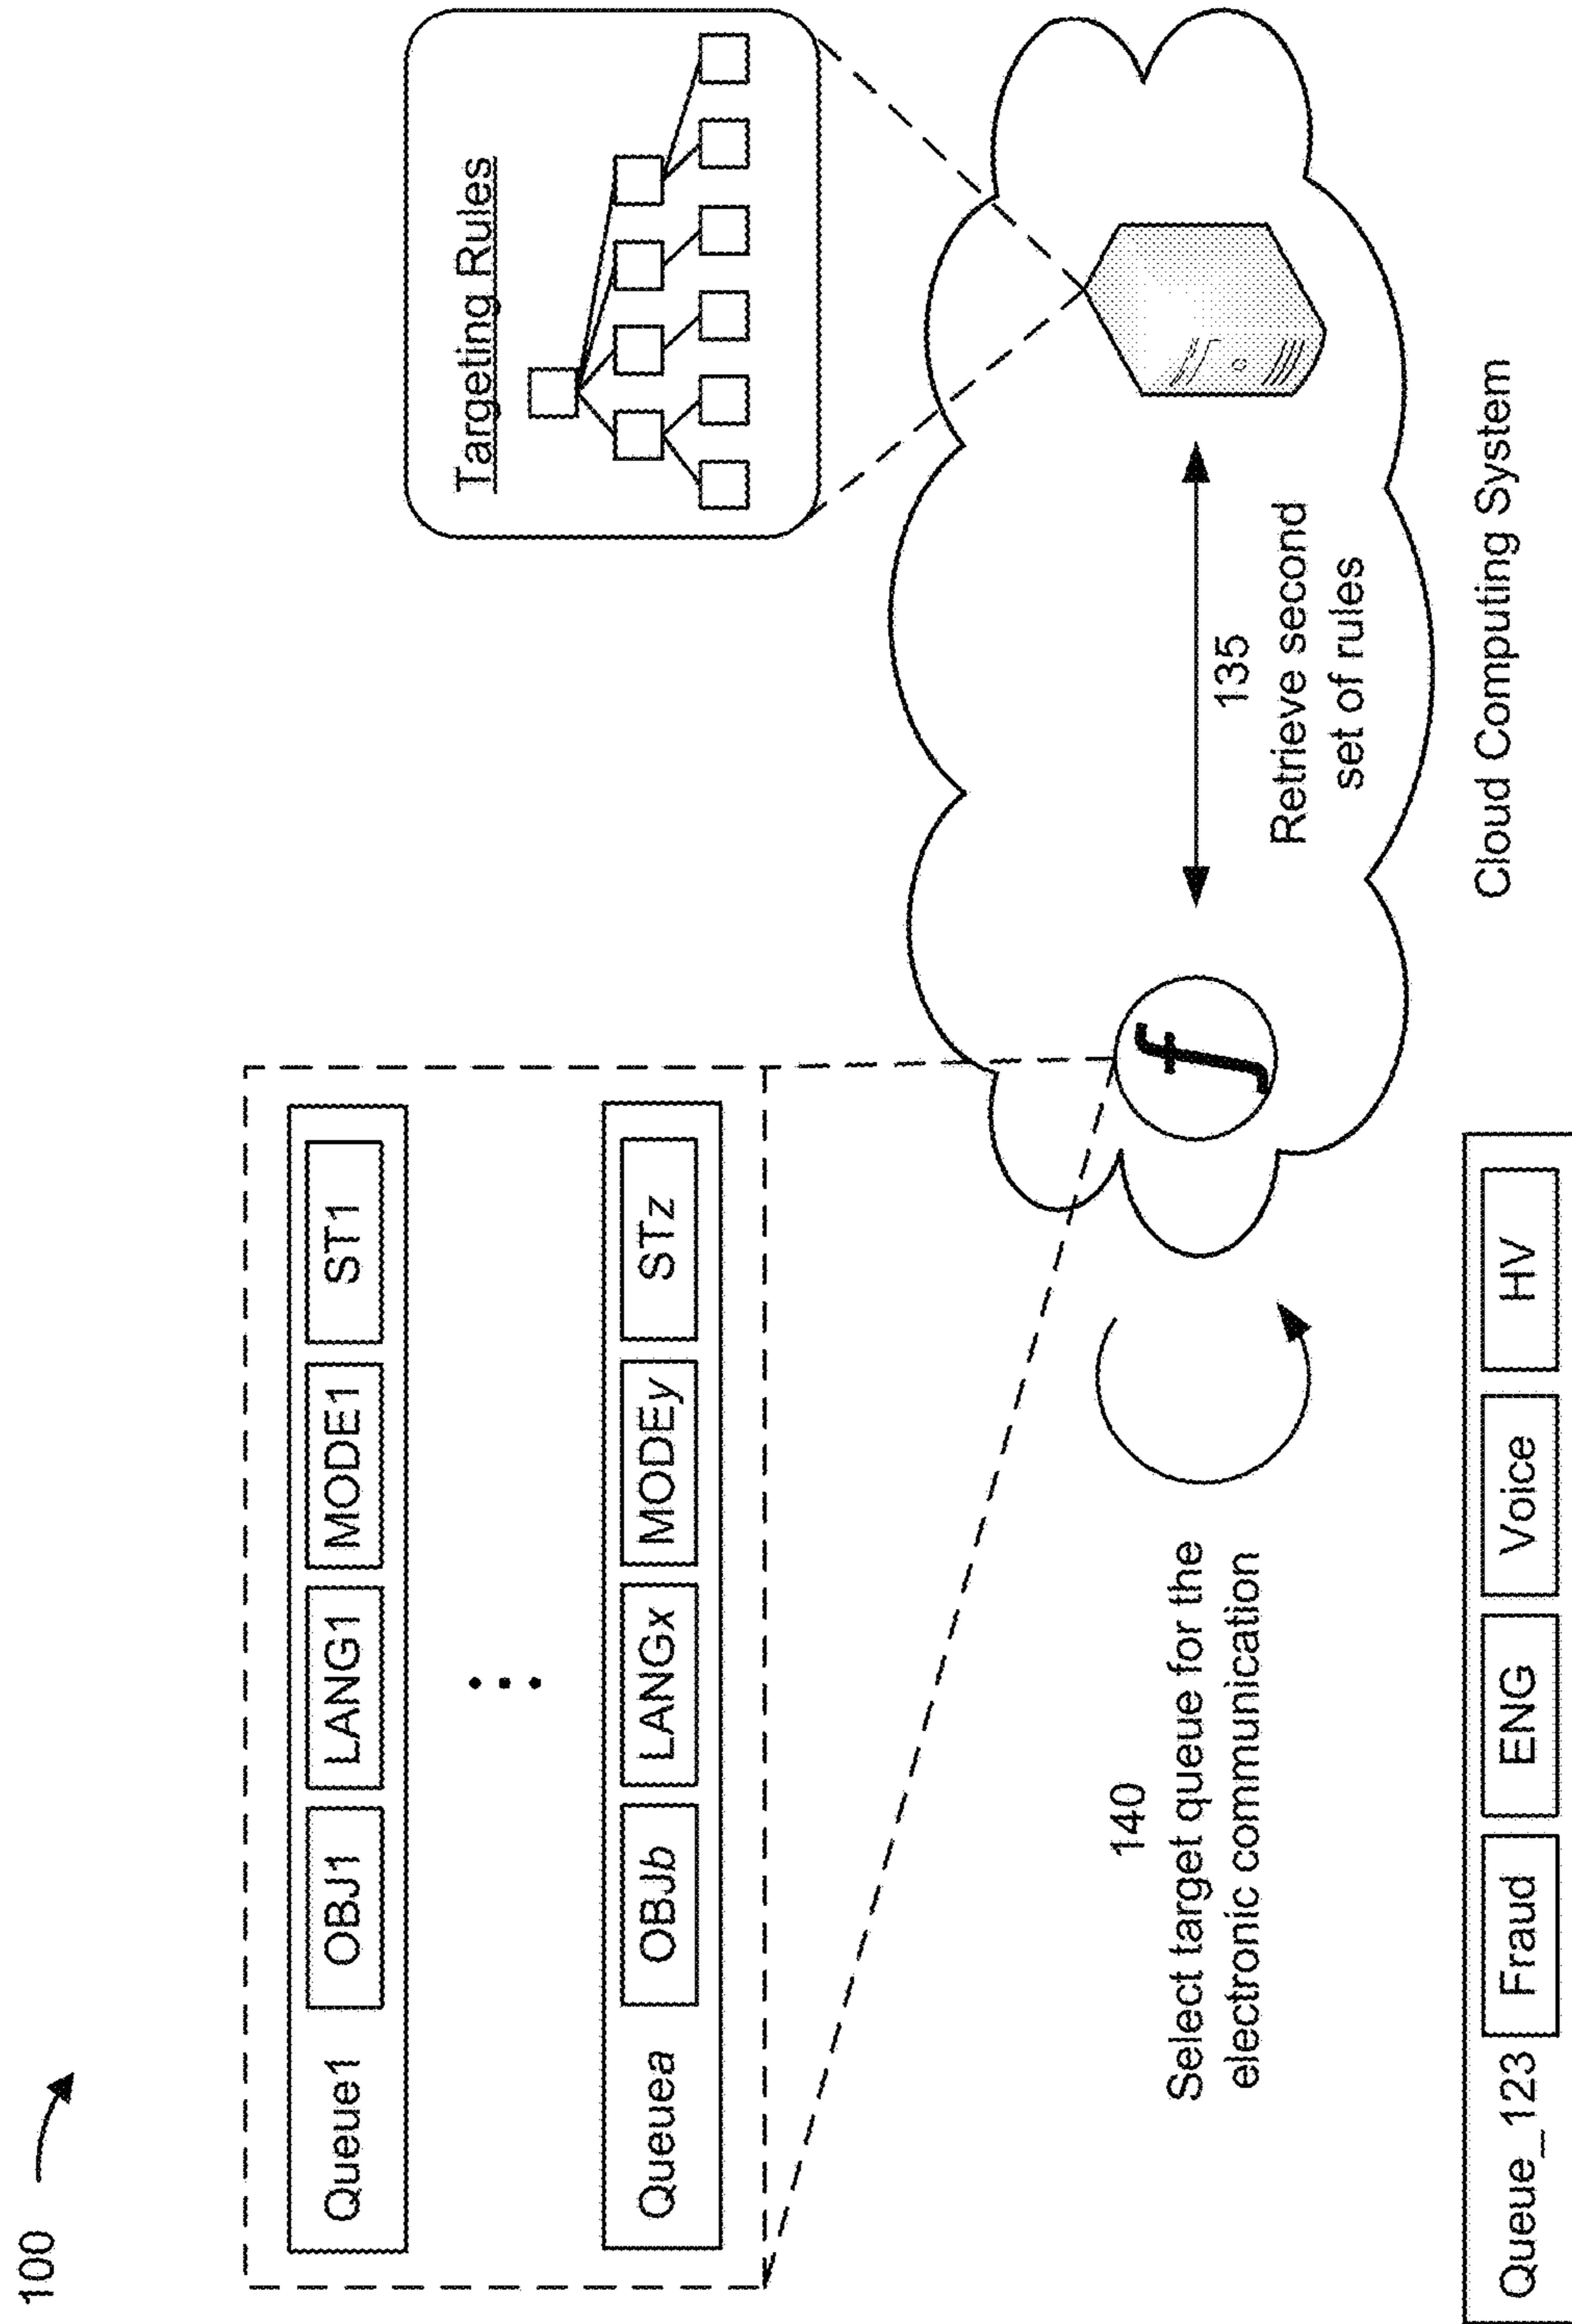 100
Queue1 OBJ1 LANG1 MODE1 ST1
Queuea OBJb LANGx MODEy STz
Targeting Rules
140
Select target queue for the
electronic communication
f
135
Retrieve second
set of rules
Cloud Computing System
Queue_123 Fraud ENG Voice HV